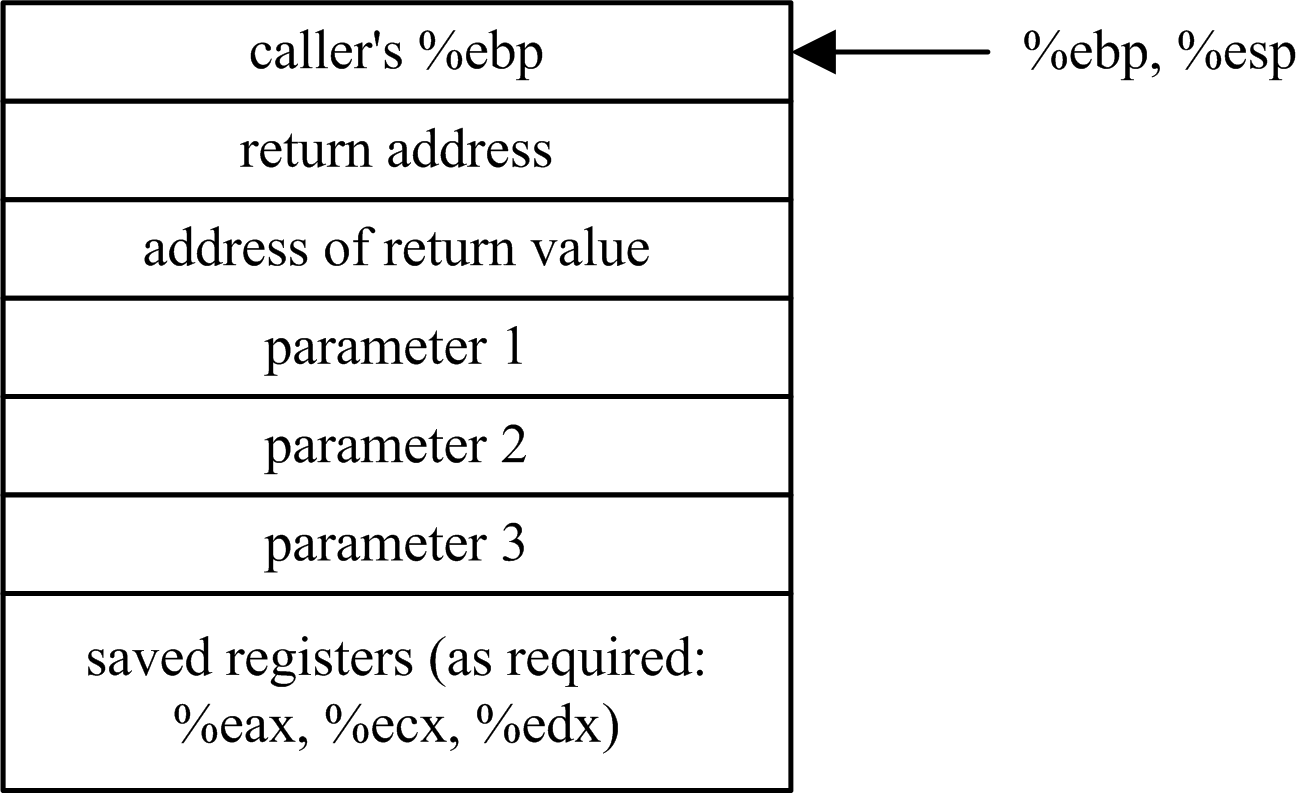 caller's %ebp
%ebp, %esp
return address
address of return value
parameter 1
parameter 2
parameter 3
saved registers (as required:
%eax, %ecx, %edx)